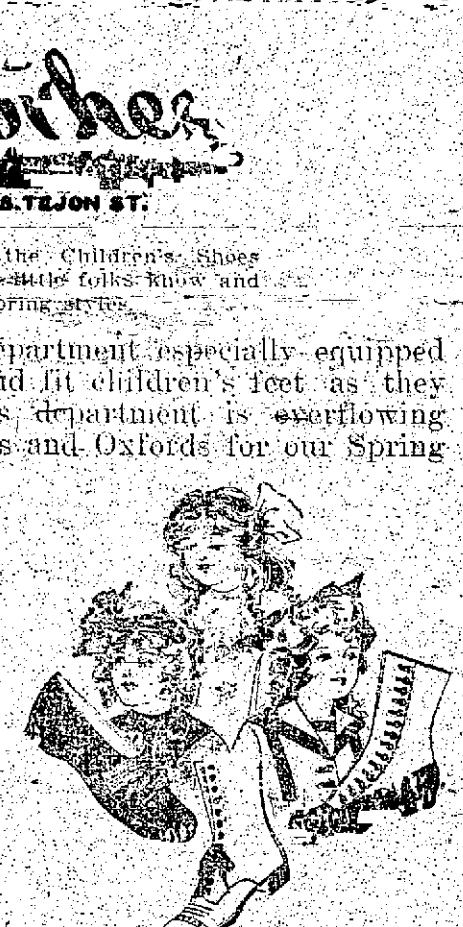 S. TEJON ST.
the Children's Shoes
little folks know and
pring styles
epartment especially equipped
nd fit children's feet as they
s department is overflowing
s and Oxfords for our Spring